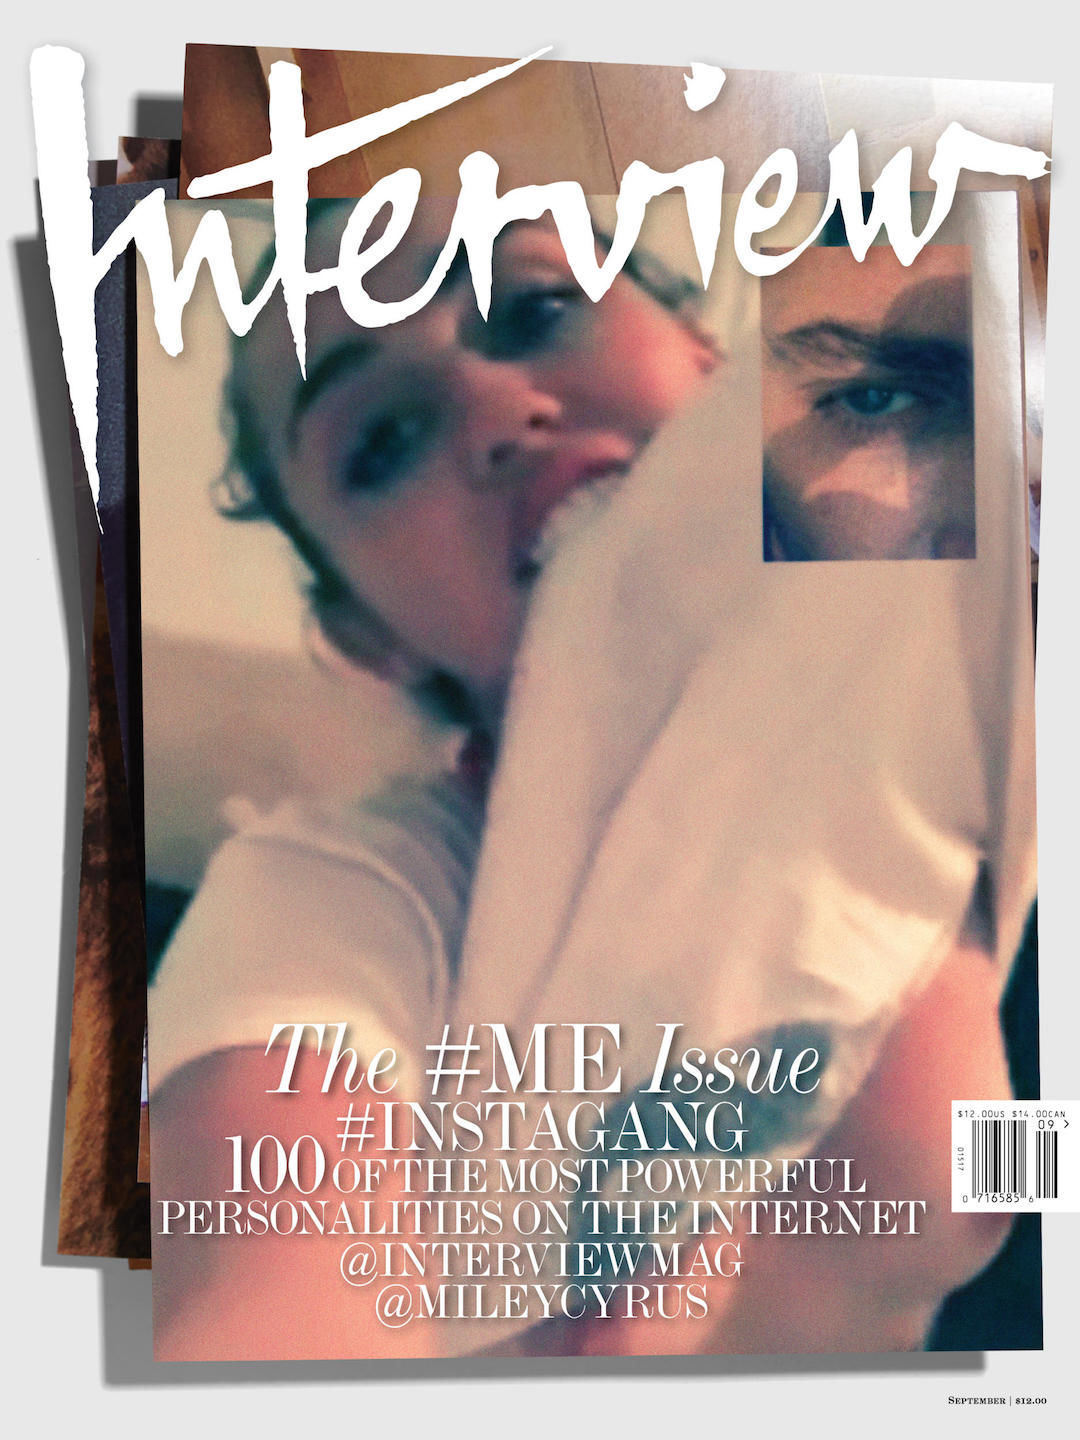 Interview
The #ME Issue
#INSTAGANG
100 OF THE MOST POWERFUL
PERSONALITIES ON THE INTERNET
@INTERVIEWMAG
@MILEYCYRUS
$12.00US $14.00CAN
09 >
01517
0 716585 6
SEPTEMBER | $12.00